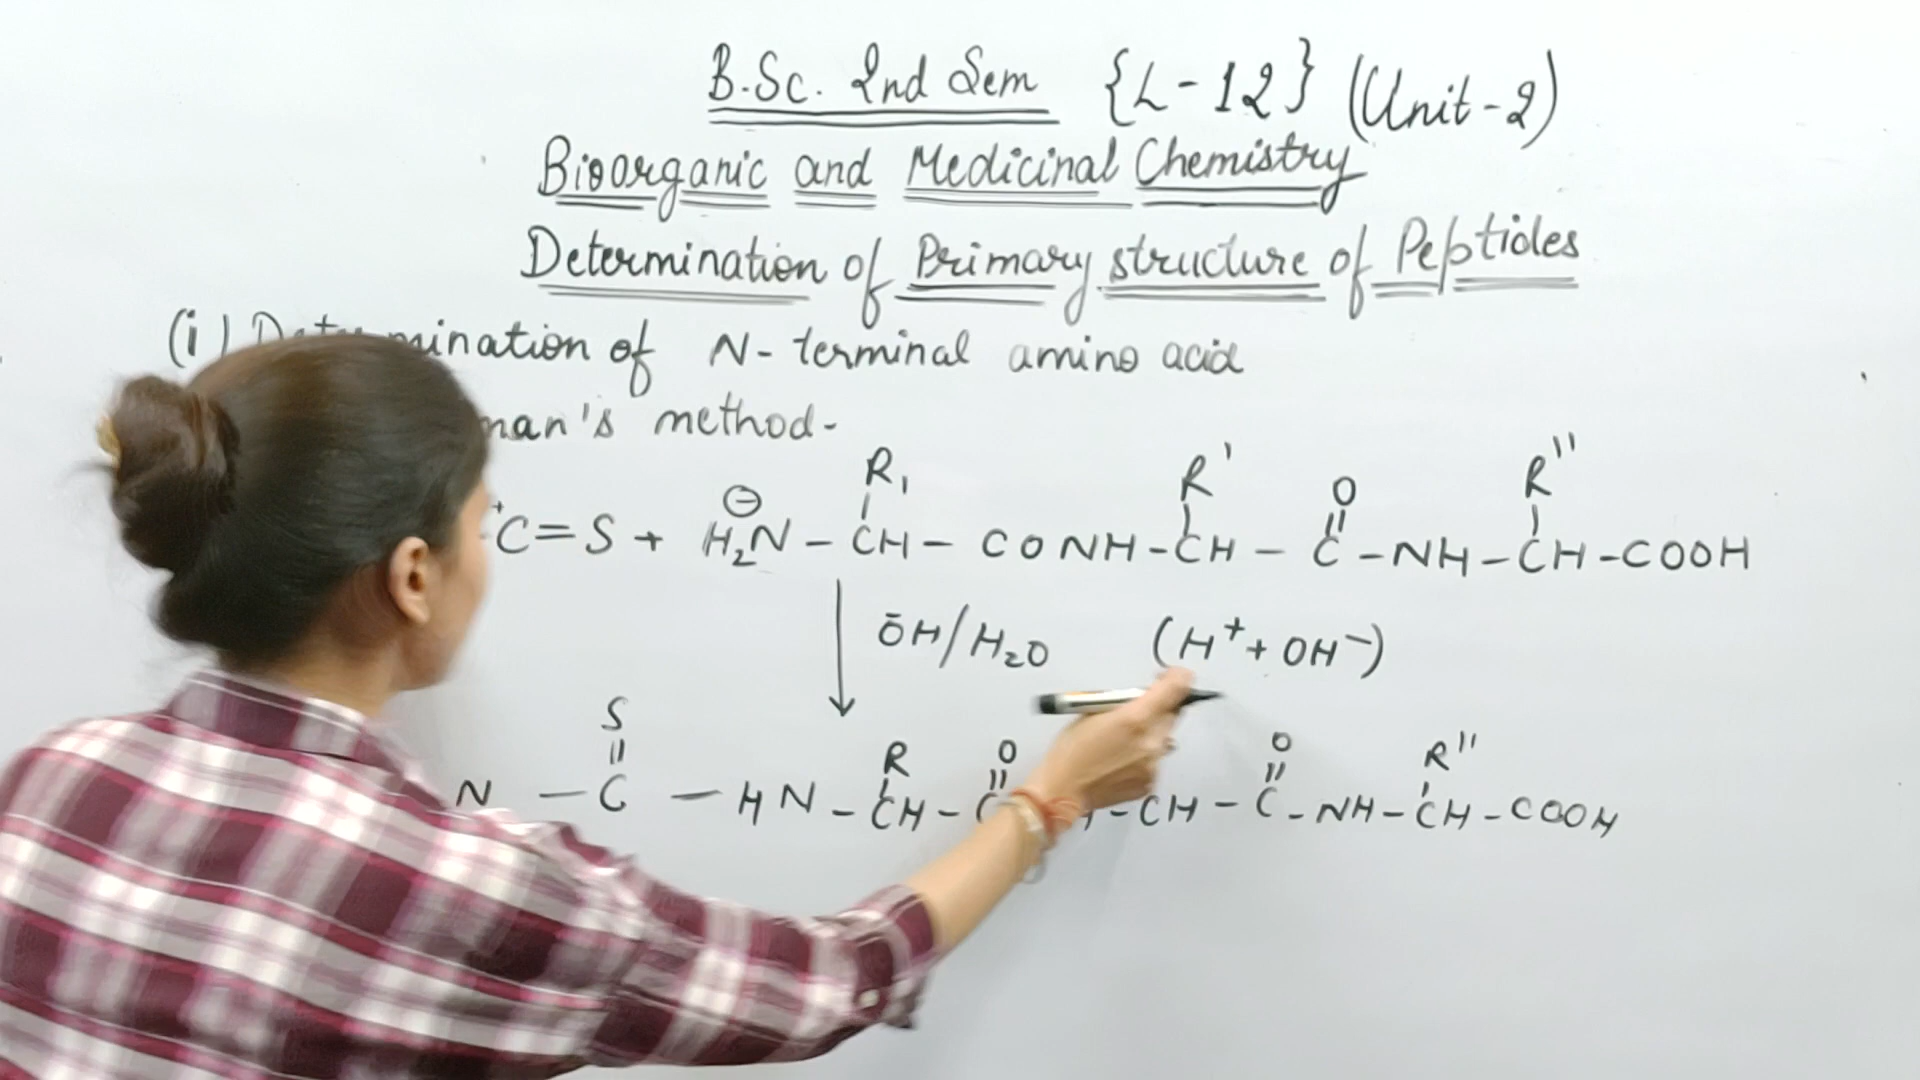 B.Sc. 2nd Sem {L-12} (Unit-2)
Bioorganic and Medicinal Chemistry
Determination of Primary structure of Peptides
(i) Determination of N-terminal amino acid
man's method-
R₁ R' O R''
⁺C=S + H₂N⊖ - CH - CONH - CH - C - NH - CH - COOH
ŌH/H₂O (H⁺ + OH⁻)
S R O O R''
N - C - HN - CH - C - CH - C - NH - CH - COOH